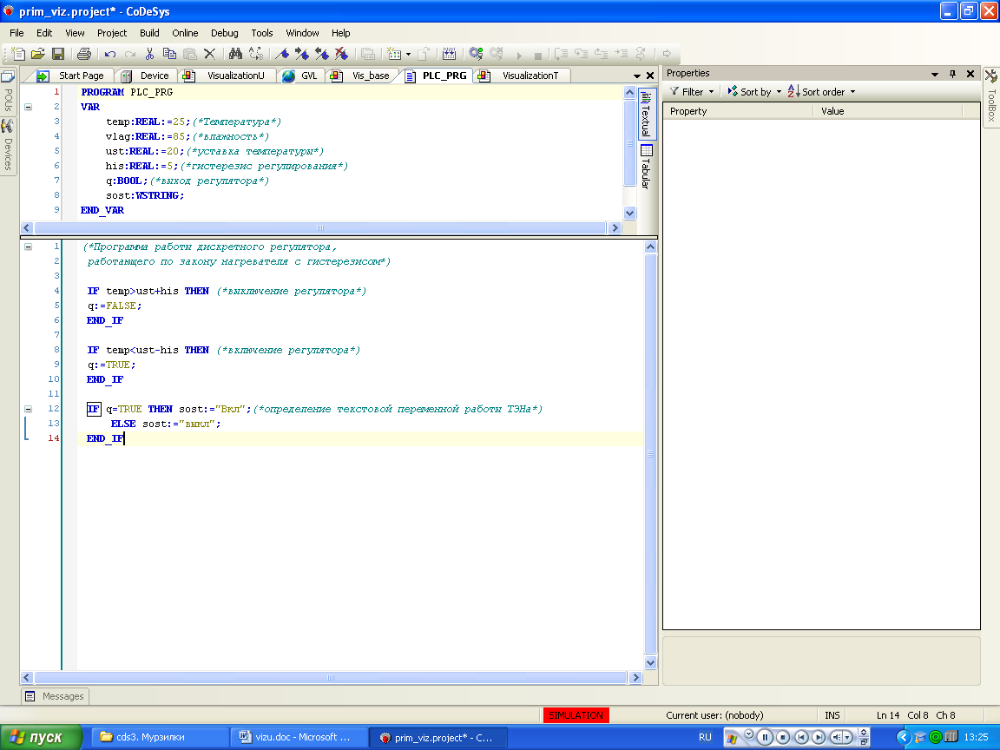 prim_viz.project* - CoDeSys
File Edit View Project Build Online Debug Tools Window Help
Start Page Device VisualizationU GVL Vis_base PLC_PRG VisualizationT
POUs
Devices
1 PROGRAM PLC_PRG
2 VAR
3 temp:REAL:=25;(*Температура*)
4 vlag:REAL:=85;(*влажность*)
5 ust:REAL:=20;(*уставка температуры*)
6 his:REAL:=5;(*гистерезис регулирования*)
7 q:BOOL;(*выход регулятора*)
8 sost:WSTRING;
9 END_VAR
Textual
Tabular
1 (*Программа работы дискретного регулятора,
2 работающего по закону нагревателя с гистерезисом*)
3
4 IF temp>ust+his THEN (*выключение регулятора*)
5 q:=FALSE;
6 END_IF
7
8 IF temp<ust-his THEN (*включение регулятора*)
9 q:=TRUE;
10 END_IF
11
12 IF q=TRUE THEN sost:="Вкл";(*определение текстовой переменной работы ТЭНа*)
13 ELSE sost:="выкл";
14 END_IF
Properties
Filter Sort by Sort order
Property Value
ToolBox
Messages
SIMULATION Current user: (nobody) INS Ln 14 Col 8 Ch 8
пуск cds3. Мурзилки vizu.doc - Microsoft ... prim_viz.project* - C... RU 13:25